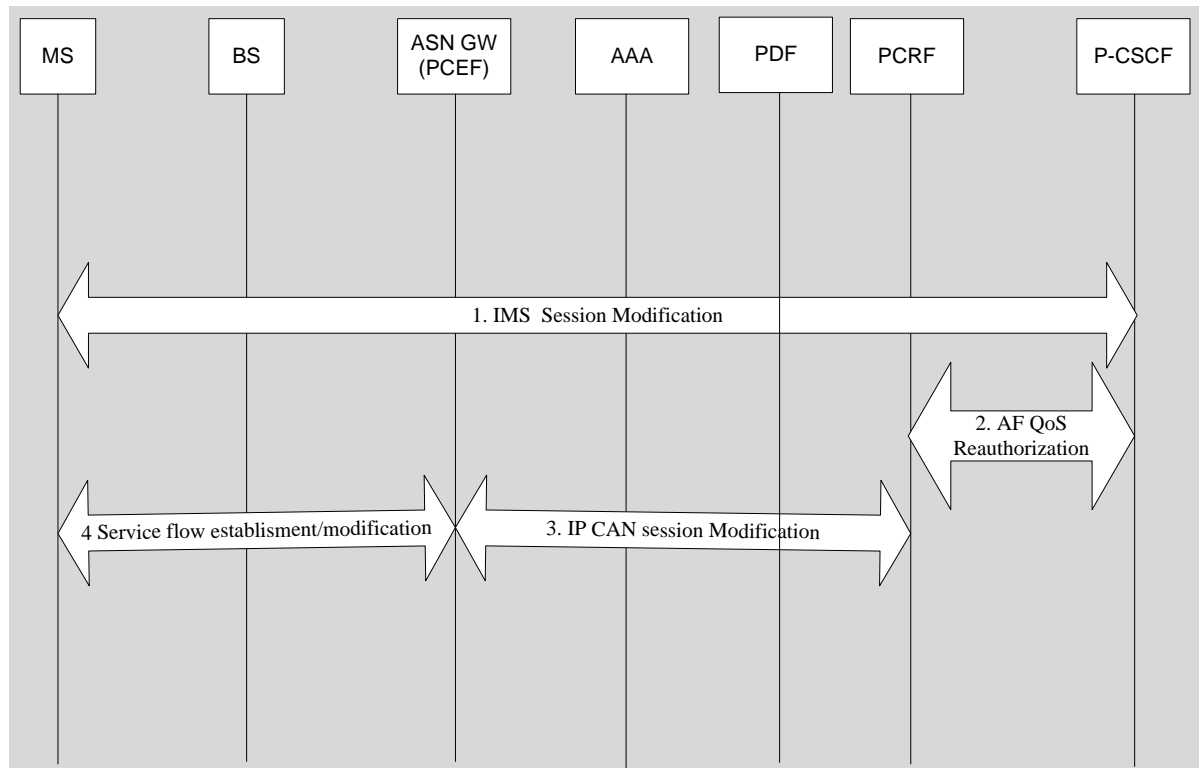 MS
BS
ASN GW
(PCEF)
AAA
PDF
PCRF
P-CSCF
1. IMS Session Modification
2. AF QoS
Reauthorization
4 Service flow establisment/modification
3. IP CAN session Modification